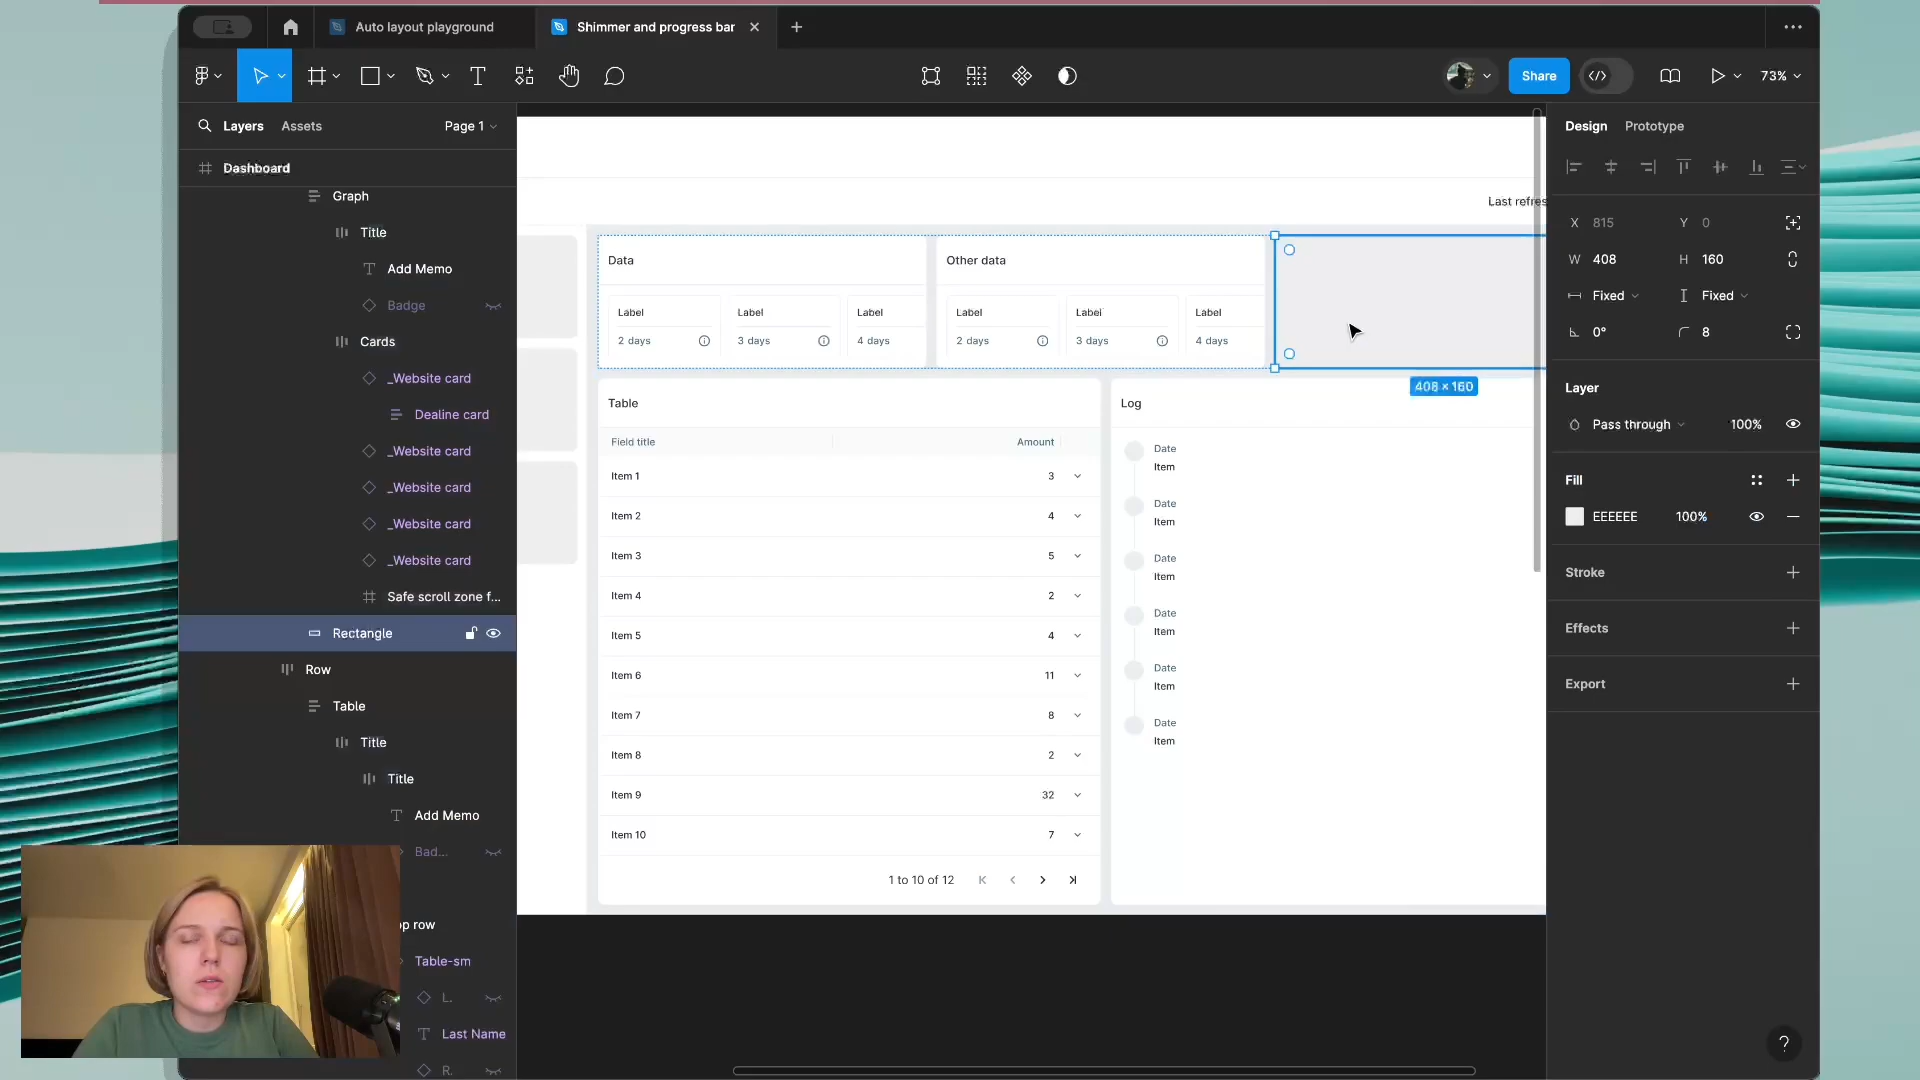 Auto layout playground
Shimmer and progress bar
Share
73%
Layers
Assets
Page 1
Dashboard
Graph
Title
Add Memo
Badge
Cards
_Website card
Dealine card
_Website card
_Website card
_Website card
_Website card
Safe scroll zone f...
Rectangle
Row
Table
Title
Title
Add Memo
Bad...
op row
Table-sm
L.
Last Name
R.
Last refres
Data
Label
2 days
Label
3 days
Label
4 days
Other data
Label
2 days
Label
3 days
Label
4 days
408 × 160
Table
Field title
Amount
Item 1
3
Item 2
4
Item 3
5
Item 4
2
Item 5
4
Item 6
11
Item 7
8
Item 8
2
Item 9
32
Item 10
7
1 to 10 of 12
Log
Date
Item
Date
Item
Date
Item
Date
Item
Date
Item
Date
Item
Design
Prototype
X 815
Y 0
W 408
H 160
Fixed
Fixed
0°
8
Layer
Pass through
100%
Fill
EEEEEE
100%
Stroke
Effects
Export
?